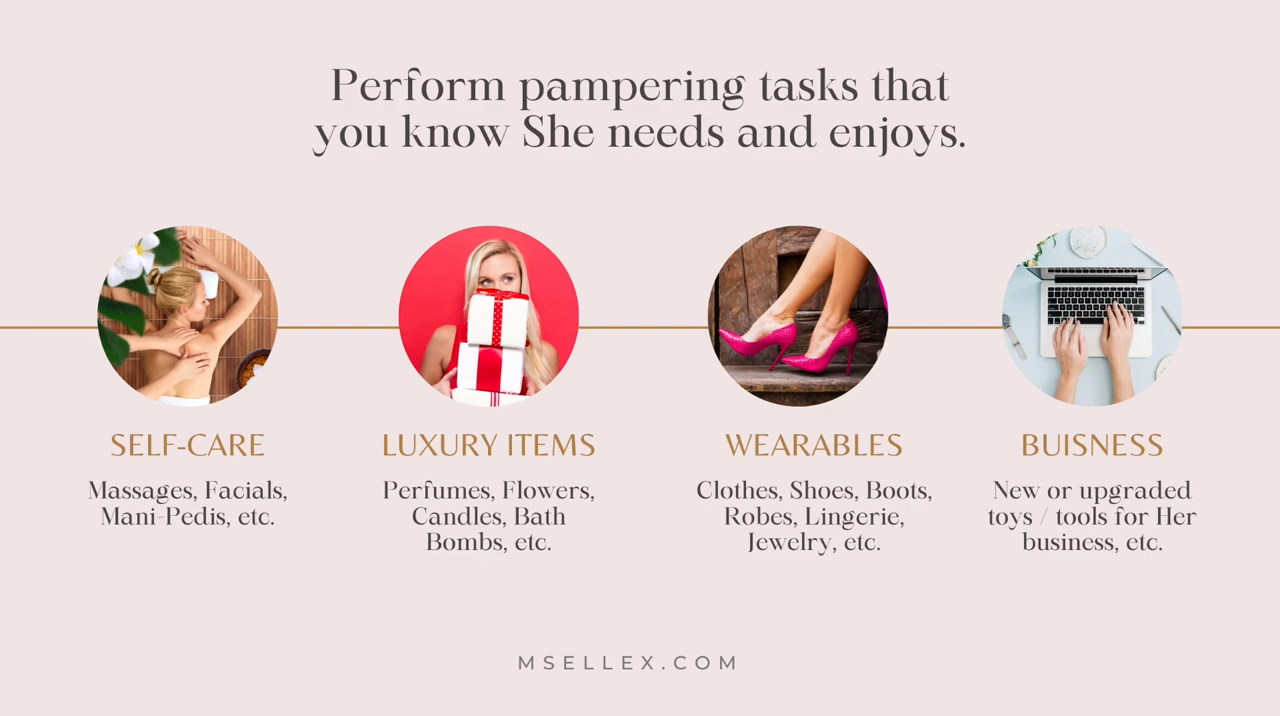 Perform pampering tasks that
you know She needs and enjoys.
SELF-CARE
Massages, Facials,
Mani-Pedis, etc.
LUXURY ITEMS
Perfumes, Flowers,
Candles, Bath
Bombs, etc.
WEARABLES
Clothes, Shoes, Boots,
Robes, Lingerie,
Jewelry, etc.
BUISNESS
New or upgraded
toys / tools for Her
business, etc.
MSELLEX.COM